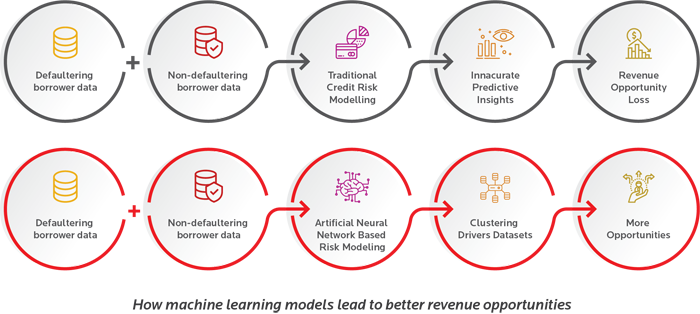 Defaultering
borrower data
+
Non-defaultering
borrower data
Traditional
Credit Risk
Modelling
Innacurate
Predictive
Insights
Revenue
Opportunity
Loss
Defaultering
borrower data
+
Non-defaultering
borrower data
Artificial Neural
Network Based
Risk Modeling
Clustering
Drivers Datasets
More
Opportunities
How machine learning models lead to better revenue opportunities